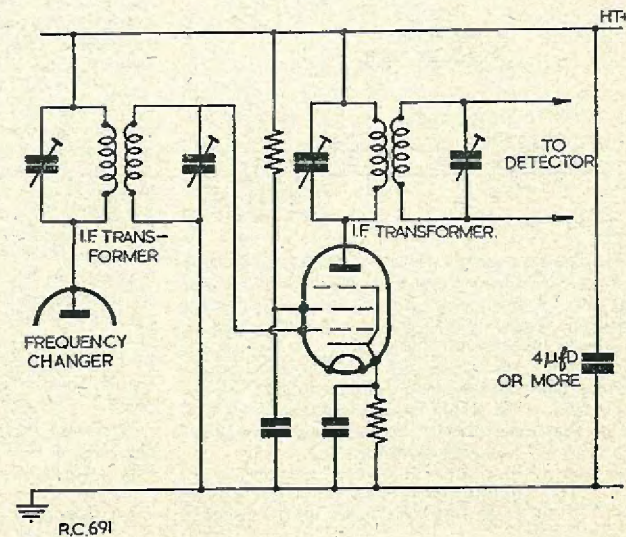 HT+
I.F. TRANS-
FORMER
FREQUENCY
CHANGER
I.F. TRANSFORMER.
TO
DETECTOR
4μfD
OR MORE
R.C. 691